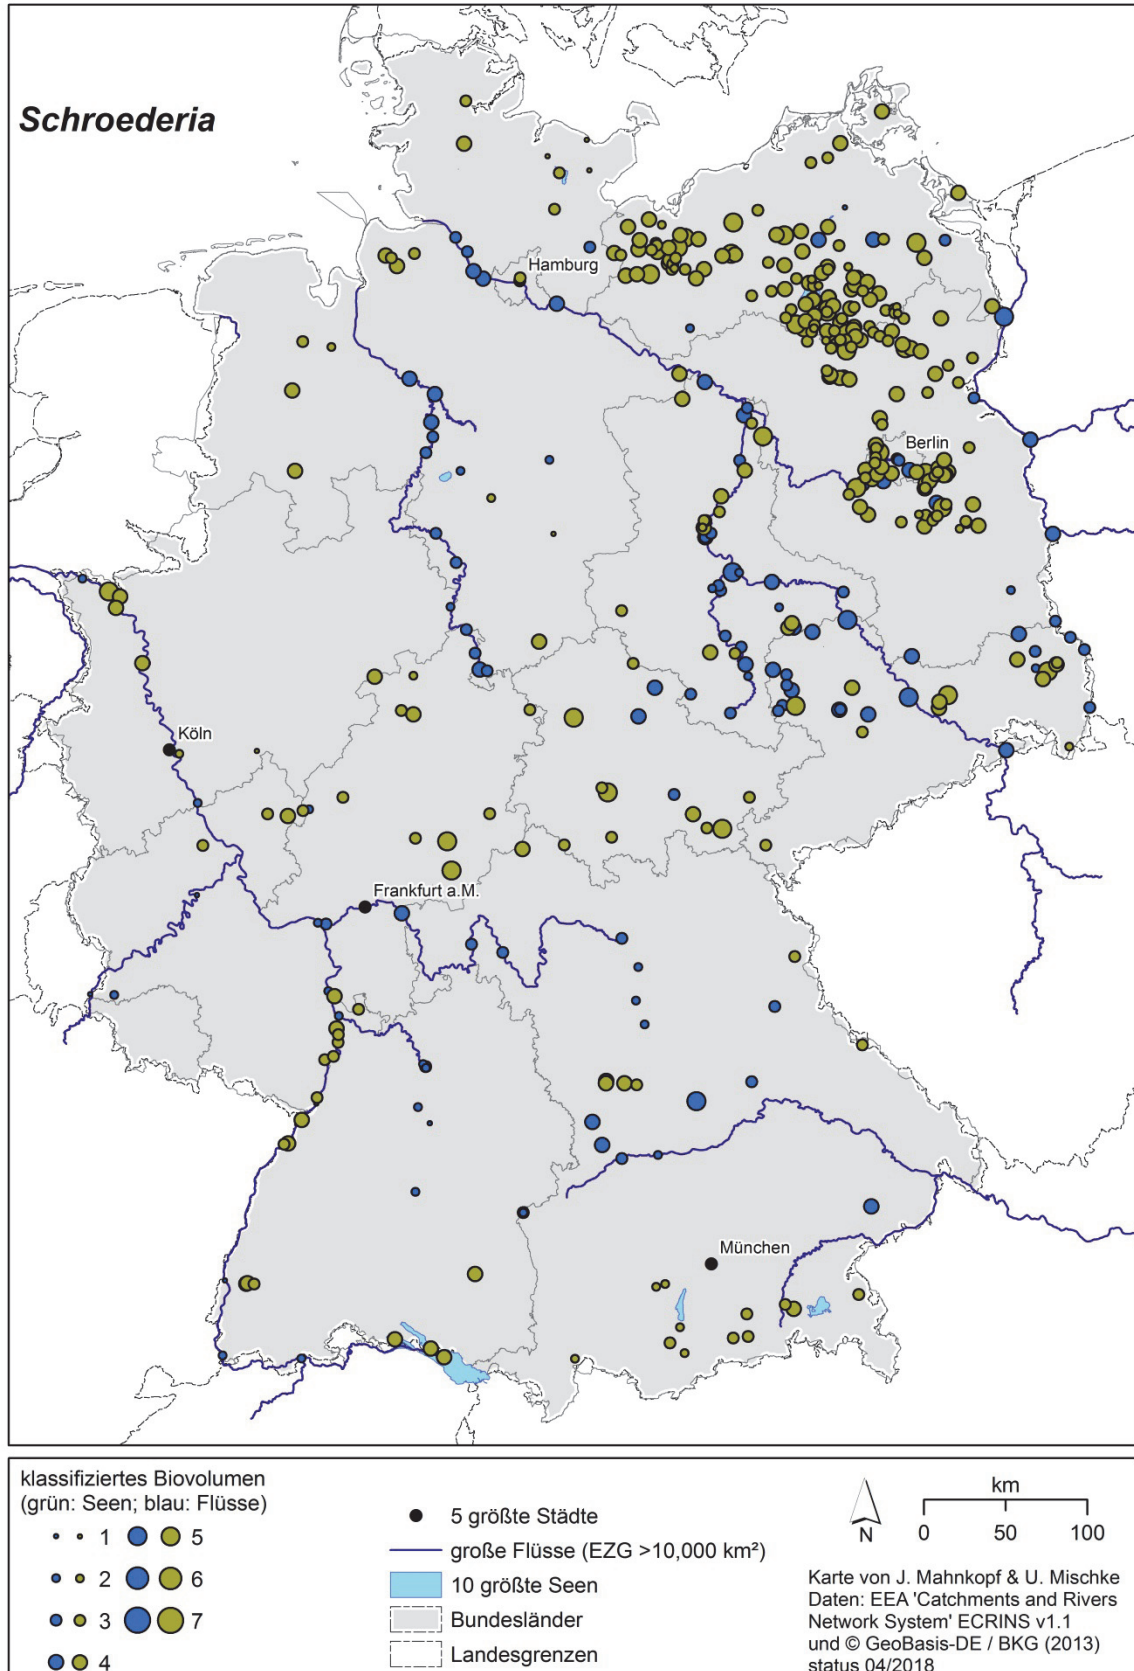 Schroederia
Hamburg
Berlin
Köln
Frankfurt a.M.
München
klassifiziertes Biovolumen
(grün: Seen; blau: Flüsse)
1
2
3
4
5
6
7
5 größte Städte
große Flüsse (EZG >10,000 km²)
10 größte Seen
Bundesländer
Landesgrenzen
N
km
0 50 100
Karte von J. Mahnkopf & U. Mischke
Daten: EEA 'Catchments and Rivers
Network System' ECRINS v1.1
und © GeoBasis-DE / BKG (2013)
status 04/2018